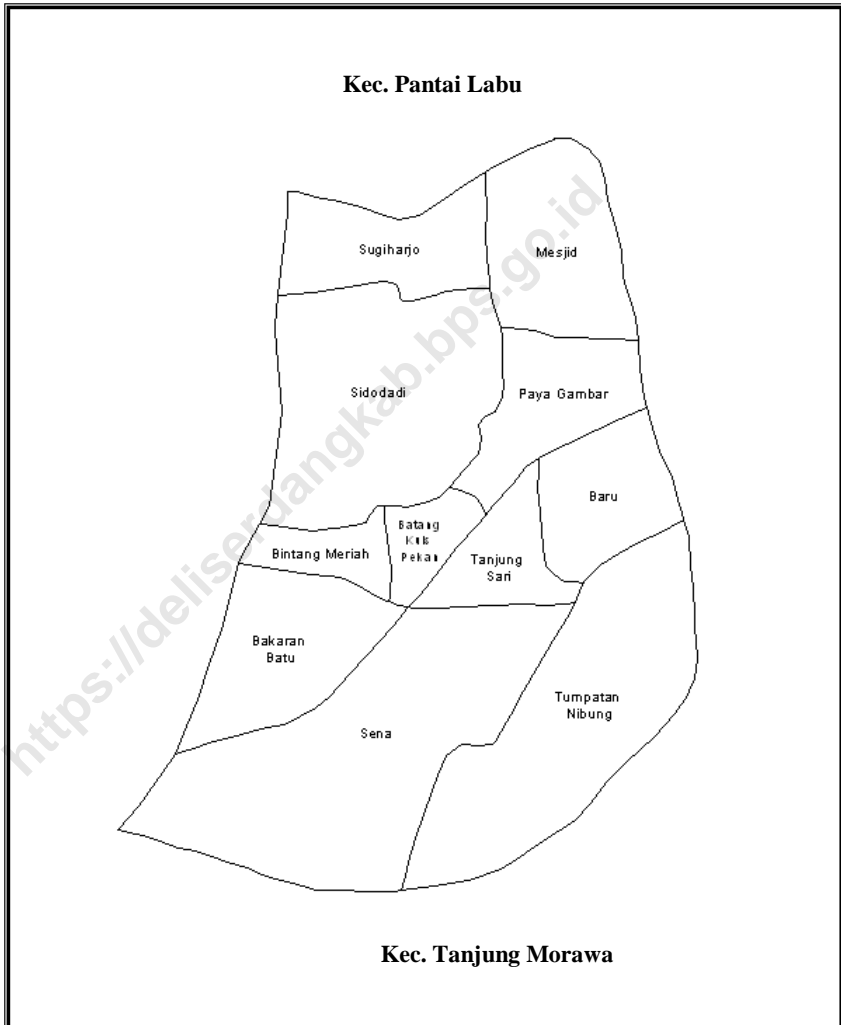 Kec. Pantai Labu
Sugiharjo
Mesjid
Sidodadi
Paya Gambar
Baru
Batang
Kuis
Pekan
Bintang Meriah
Tanjung
Sari
Bakaran
Batu
Tumpatan
Nibung
Sena
Kec. Tanjung Morawa
https://deliserdangkab.bps.go.id